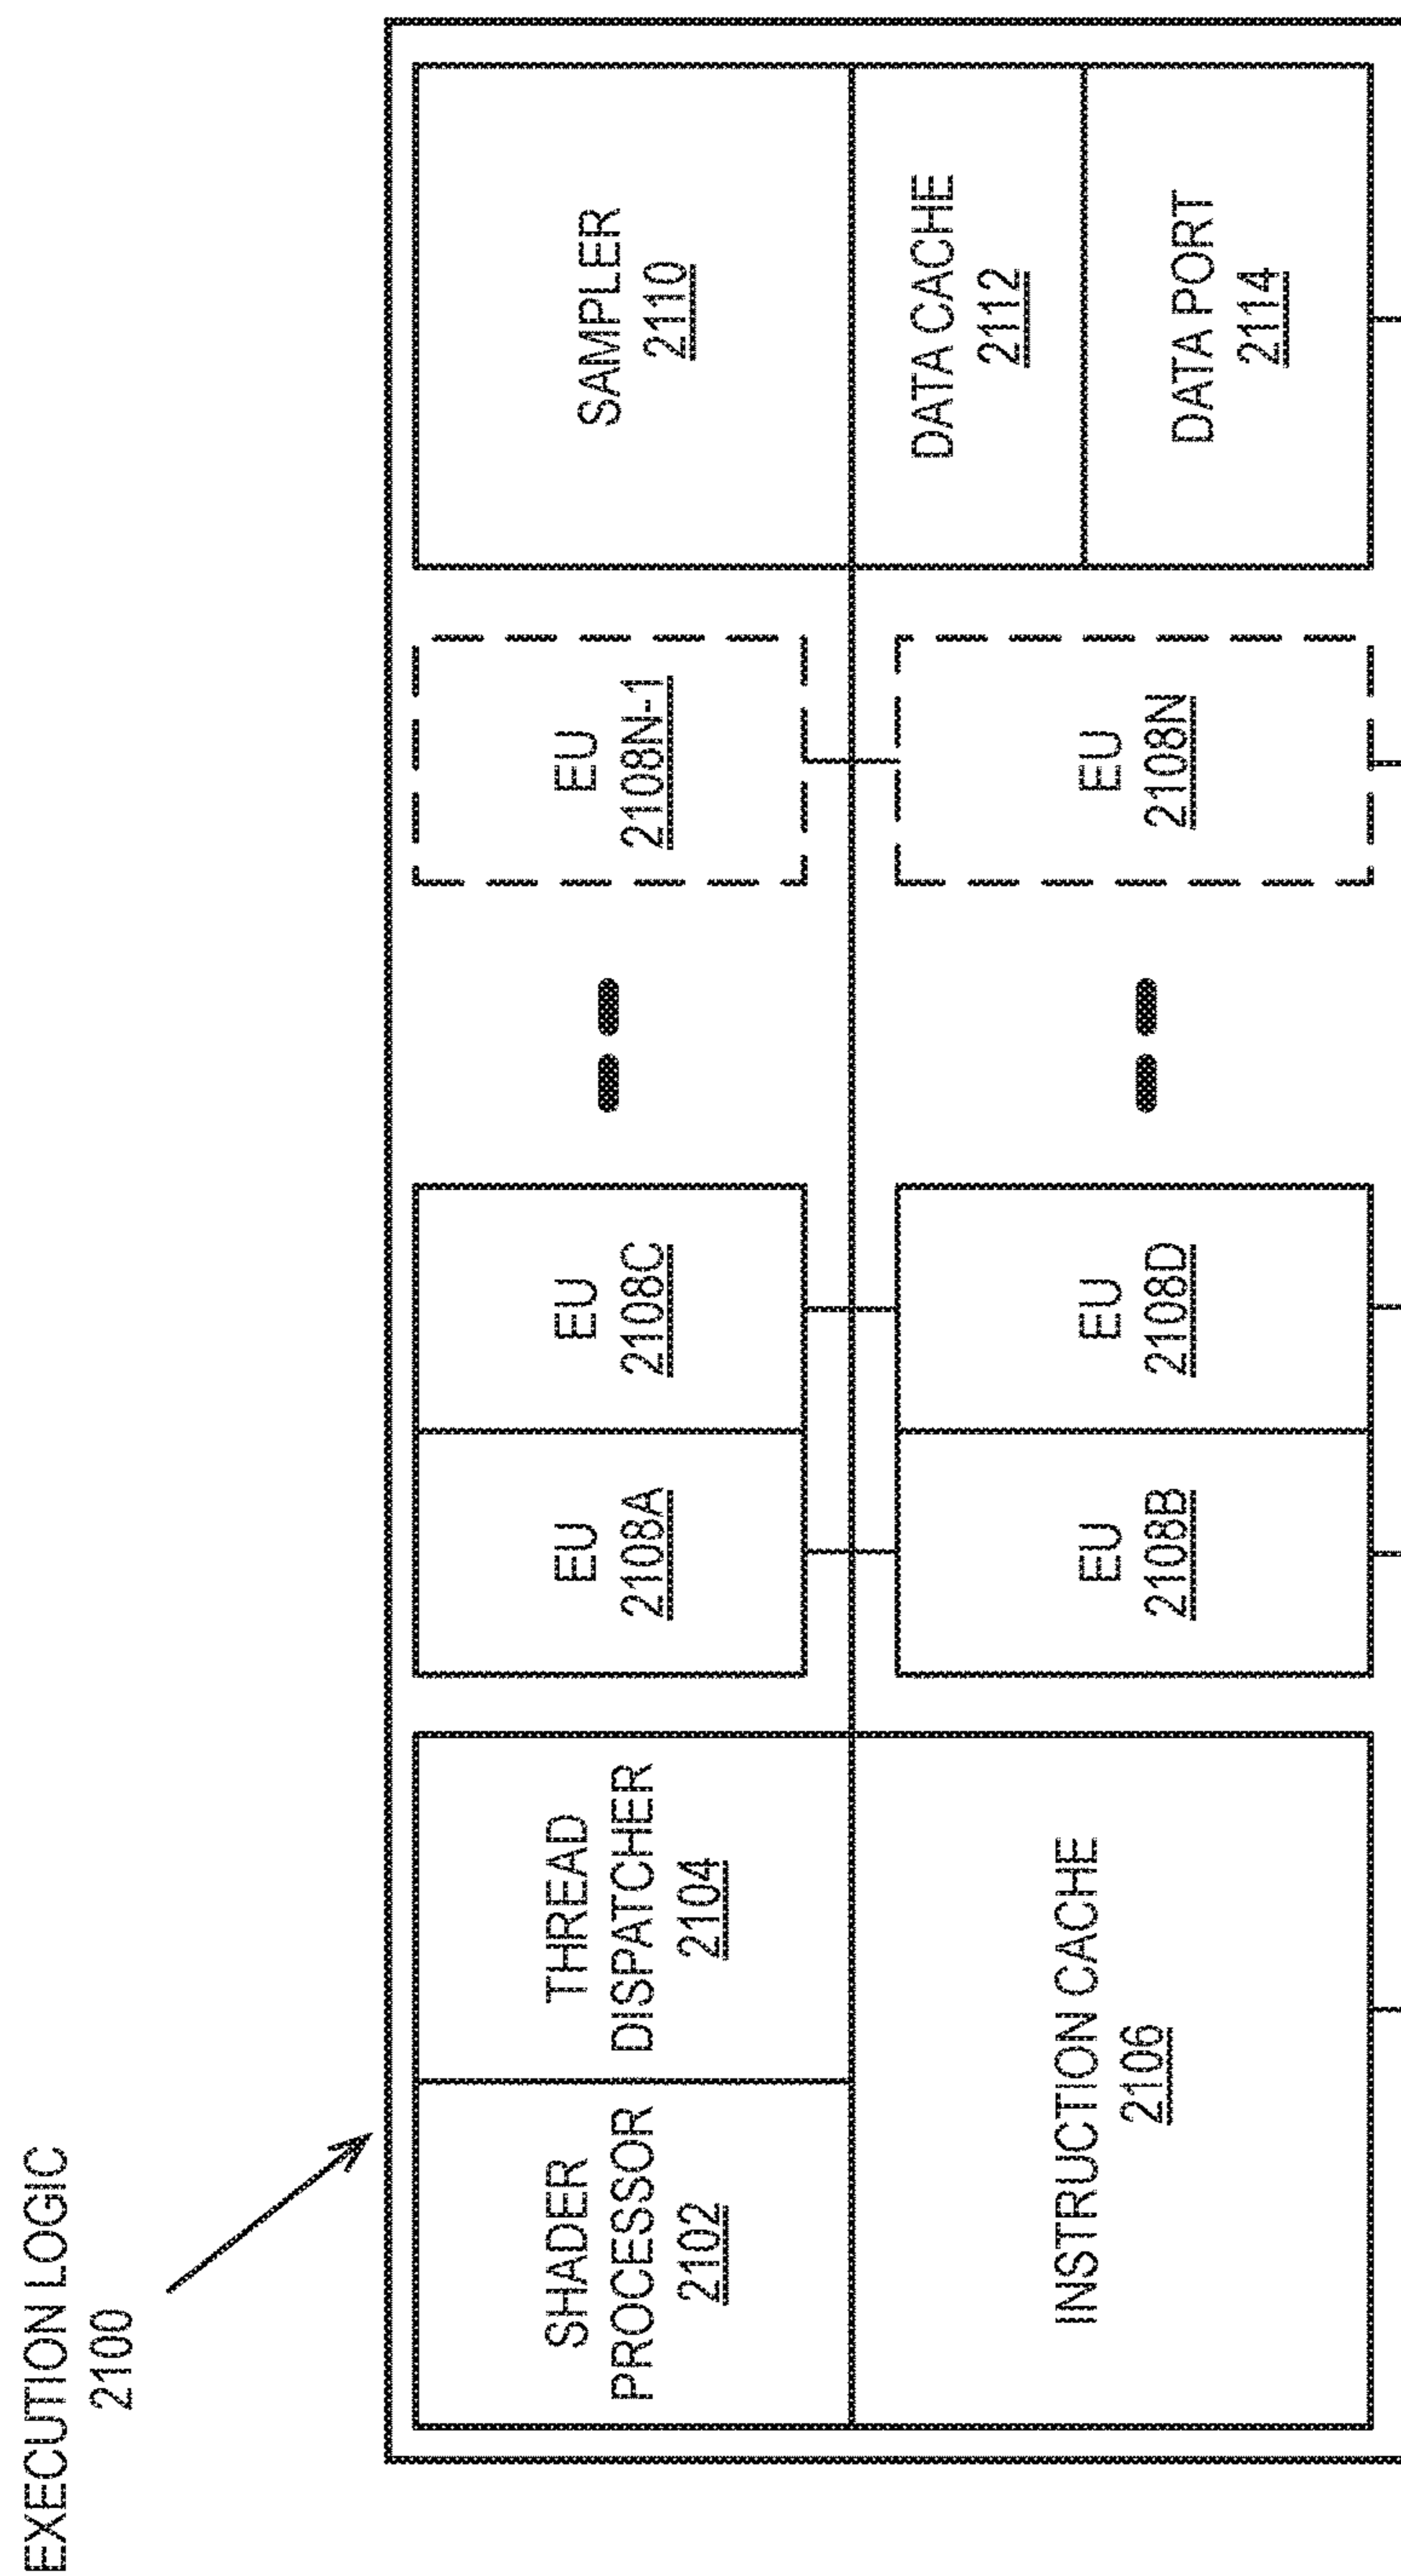 EXECUTION LOGIC
2100
SHADER
PROCESSOR
2102
THREAD
DISPATCHER
2104
INSTRUCTION CACHE
2106
EU
2108A
EU
2108C
EU
2108B
EU
2108D
EU
2108N-1
EU
2108N
SAMPLER
2110
DATA CACHE
2112
DATA PORT
2114